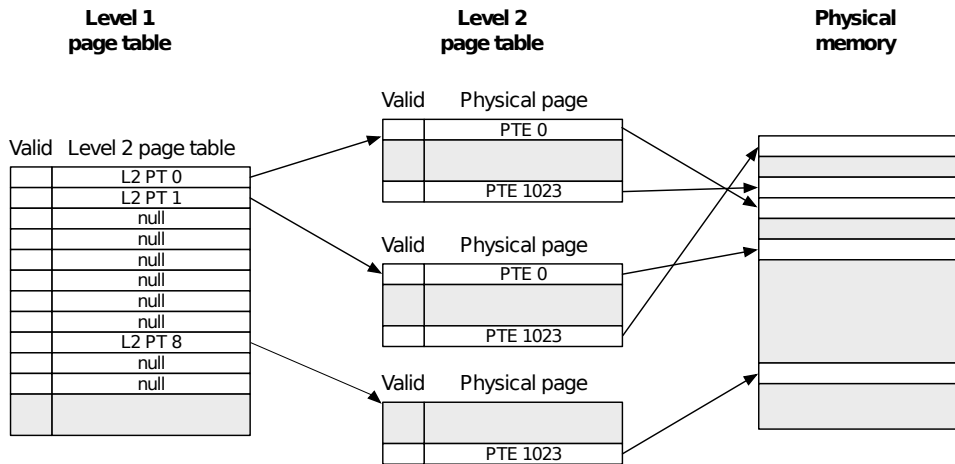 Level 1
page table
Level 2
page table
Physical
memory
Valid Level 2 page table
L2 PT 0
L2 PT 1
null
null
null
null
null
null
L2 PT 8
null
null
Valid Physical page
PTE 0
PTE 1023
Valid Physical page
PTE 0
PTE 1023
Valid Physical page
PTE 1023